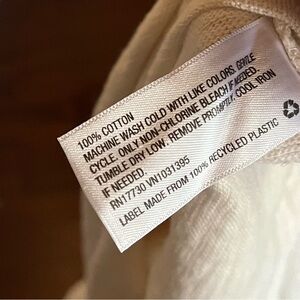 100% COTTON
MACHINE WASH COLD WITH LIKE COLORS, GENTLE
CYCLE. ONLY NON-CHLORINE BLEACH IF NEEDED.
TUMBLE DRY LOW. REMOVE PROMPTLY. COOL IRON
IF NEEDED.
RN17730 VN1031395
LABEL MADE FROM 100% RECYCLED PLASTIC